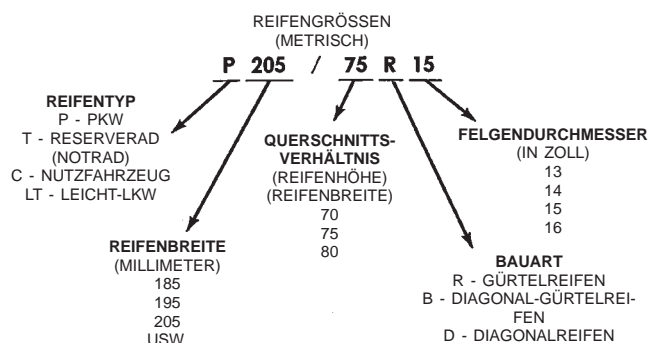 REIFENGRÖSSEN
(METRISCH)
P 205 / 75 R 15
REIFENTYP
P - PKW
T - RESERVERAD
(NOTRAD)
C - NUTZFAHRZEUG
LT - LEICHT-LKW
QUERSCHNITTS-
VERHÄLTNIS
(REIFENHÖHE)
(REIFENBREITE)
70
75
80
FELGENDURCHMESSER
(IN ZOLL)
13
14
15
16
REIFENBREITE
(MILLIMETER)
185
195
205
USW
BAUART
R - GÜRTELREIFEN
B - DIAGONAL-GÜRTELREI-
FEN
D - DIAGONALREIFEN